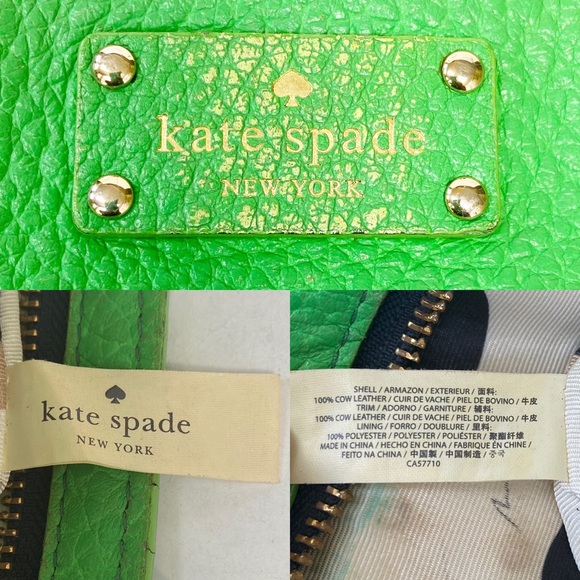 kate spade
NEW YORK
kate spade
NEW YORK
SHELL / ARMAZON / EXTERIEUR / 面料:
100% COW LEATHER / CUIR DE VACHE / PIEL DE BOVINO / 牛皮
TRIM / ADORNO / GARNITURE / 辅料:
100% COW LEATHER / CUIR DE VACHE / PIEL DE BOVINO / 牛皮
LINING / FORRO / DOUBLURE / 里料:
100% POLYESTER / POLYESTER / POLIÉSTER / 聚酯纤维
MADE IN CHINA / HECHO EN CHINA / FABRIQUE ÉN CHINE /
FEITO NA CHINA / 中国製 / 中国制造 / 중국
CA57710